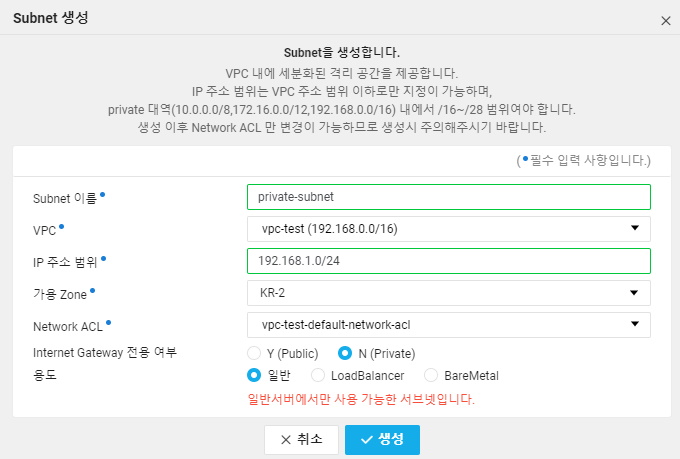 Subnet 생성
Subnet을 생성합니다.
VPC 내에 세분화된 격리 공간을 제공합니다.
IP 주소 범위는 VPC 주소 범위 이하로만 지정이 가능하며,
private 대역(10.0.0.0/8,172.16.0.0/12,192.168.0.0/16) 내에서 /16~/28 범위여야 합니다.
생성 이후 Network ACL 만 변경이 가능하므로 생성시 주의해주시기 바랍니다.
(•필수 입력 사항입니다.)
Subnet 이름• private-subnet
VPC• vpc-test (192.168.0.0/16)
IP 주소 범위• 192.168.1.0/24
가용 Zone• KR-2
Network ACL• vpc-test-default-network-acl
Internet Gateway 전용 여부 Y (Public) N (Private)
용도 일반 LoadBalancer BareMetal
일반서버에서만 사용 가능한 서브넷입니다.
취소 생성